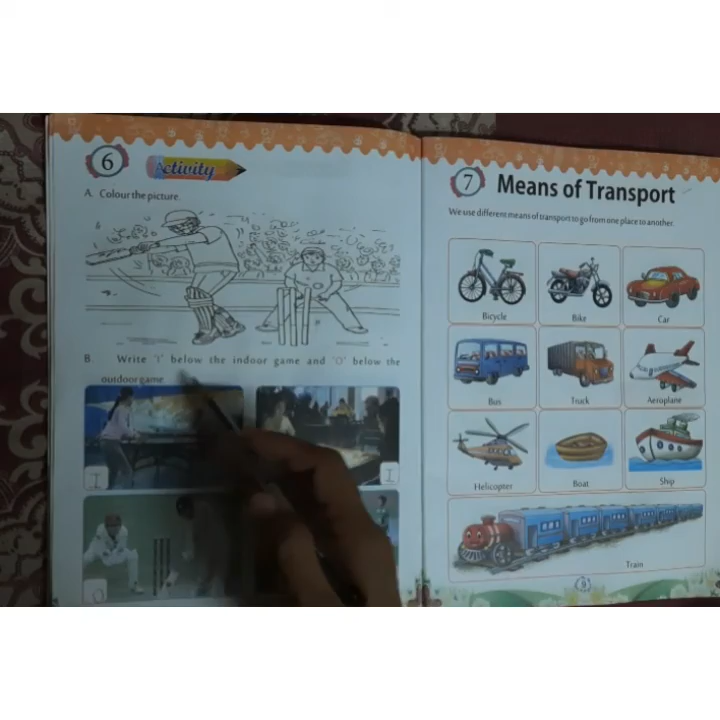 6
Activity
A. Colour the picture.
B. Write 'I' below the indoor game and 'O' below the
outdoor game.
I
I
O
7
Means of Transport
We use different means of transport to go from one place to another.
Bicycle
Bike
Car
Bus
Truck
Aeroplane
Helicopter
Boat
Ship
Train
9